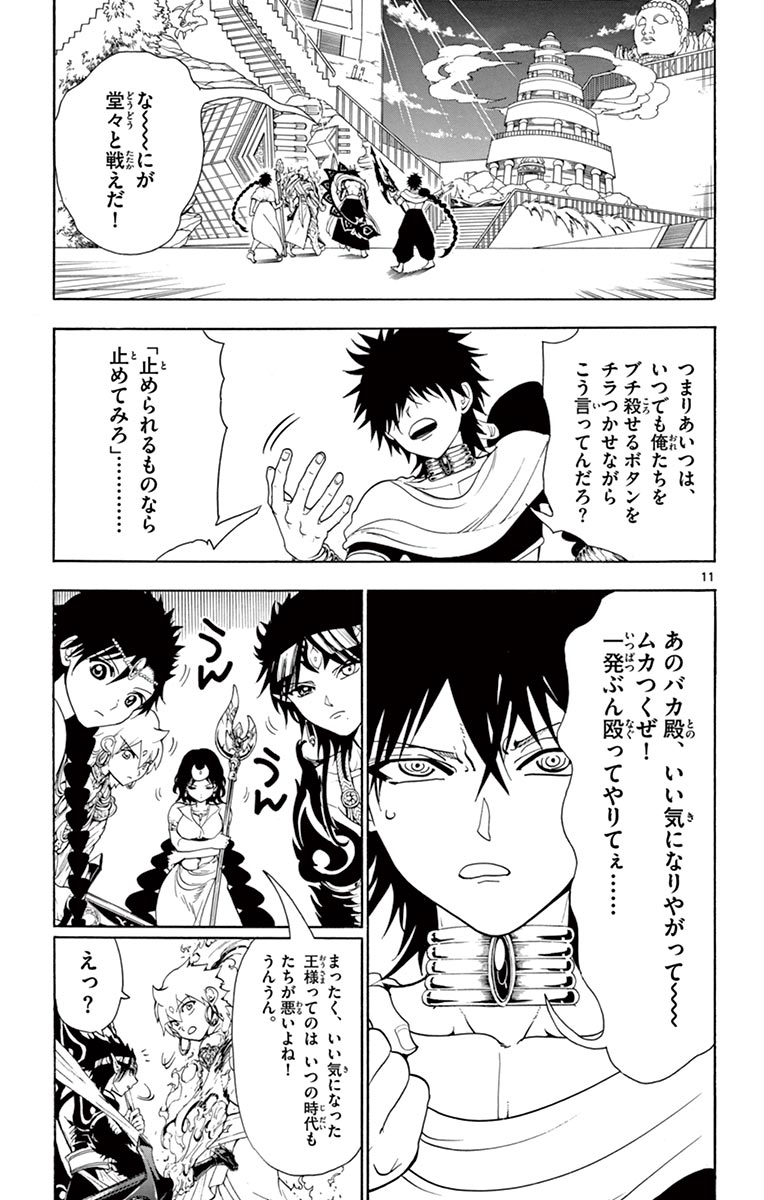 な～～～にが
堂々と戦えだ！
つまりあいつは、
いつでも俺たちを
ブチ殺せるボタンを
チラつかせながら
こう言ってんだろ？
「止められるものなら
止めてみろ」……………
11
あのバカ殿、いい気になりやがって～～～
ムカつくぜ！
一発ぶん殴ってやりてぇ……
うん
うん
まったく、いい気になった
王様ってのは いつの時代も
たちが悪いよね！
うんうん。
えっ？